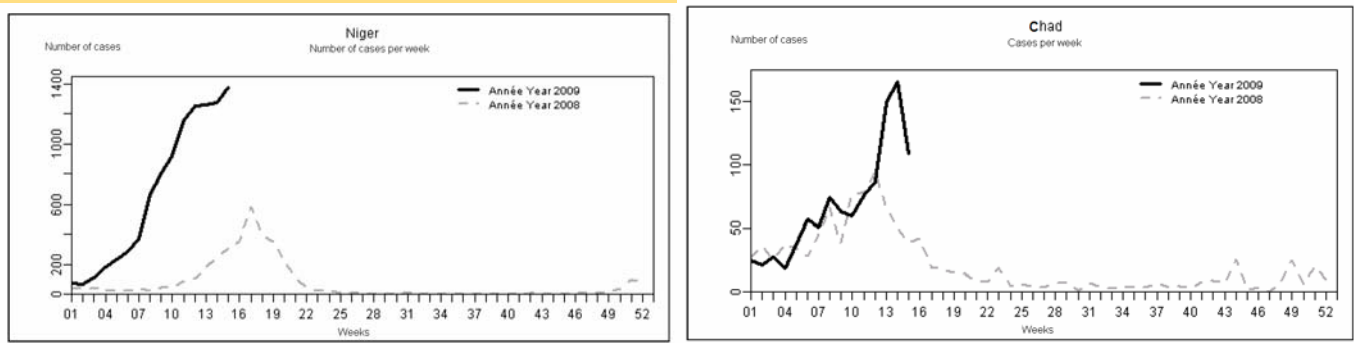 Niger
Number of cases
Number of cases per week
Année Year 2009
Année Year 2008
1400
1000
600
200
0
01 04 07 10 13 16 19 22 25 28 31 34 37 40 43 46 49 52
Weeks
Chad
Number of cases
Cases per week
Année Year 2009
Année Year 2008
150
100
50
0
01 04 07 10 13 16 19 22 25 28 31 34 37 40 43 46 49 52
Weeks